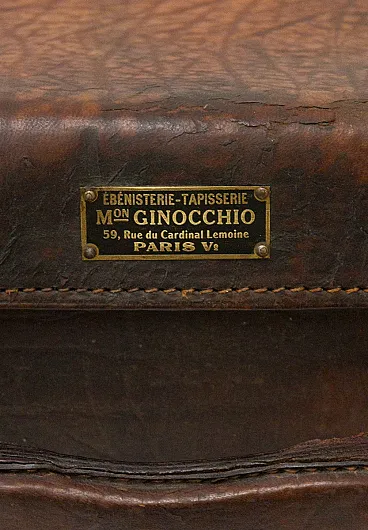 ÉBÉNISTERIE-TAPISSERIE
MON GINOCCHIO
59, Rue du Cardinal Lemoine
PARIS Ve